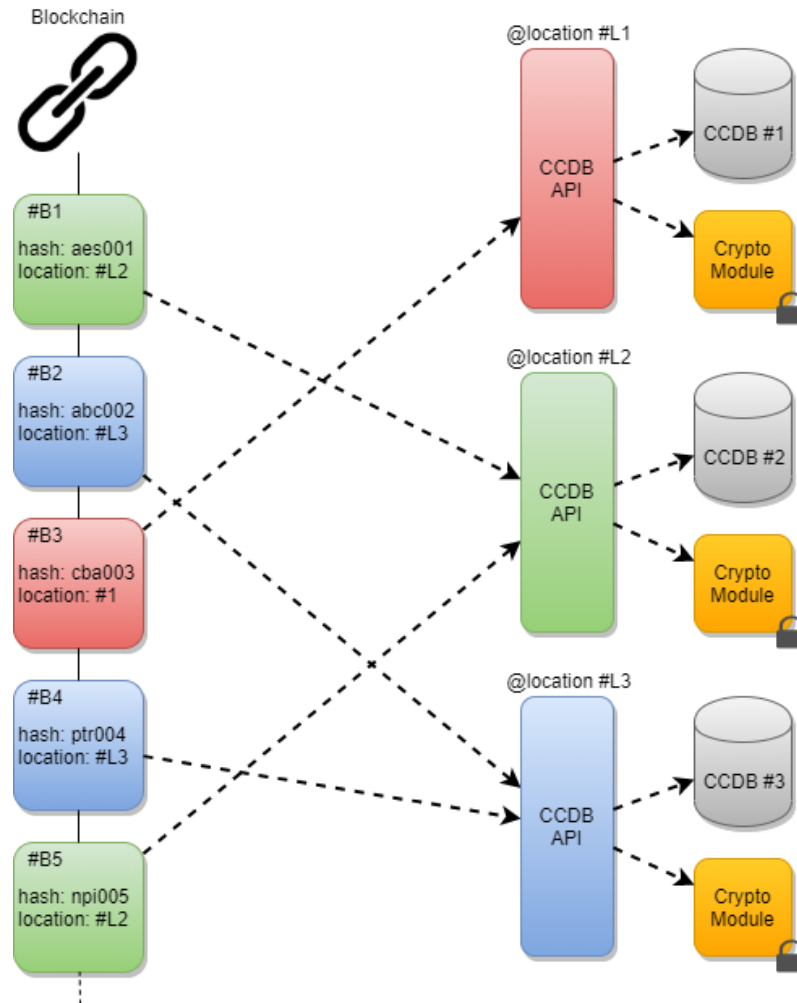 Blockchain
#B1
hash: aes001
location: #L2
#B2
hash: abc002
location: #L3
#B3
hash: cba003
location: #1
#B4
hash: ptr004
location: #L3
#B5
hash: npi005
location: #L2
@location #L1
CCDB
API
CCDB #1
Crypto
Module
@location #L2
CCDB
API
CCDB #2
Crypto
Module
@location #L3
CCDB
API
CCDB #3
Crypto
Module